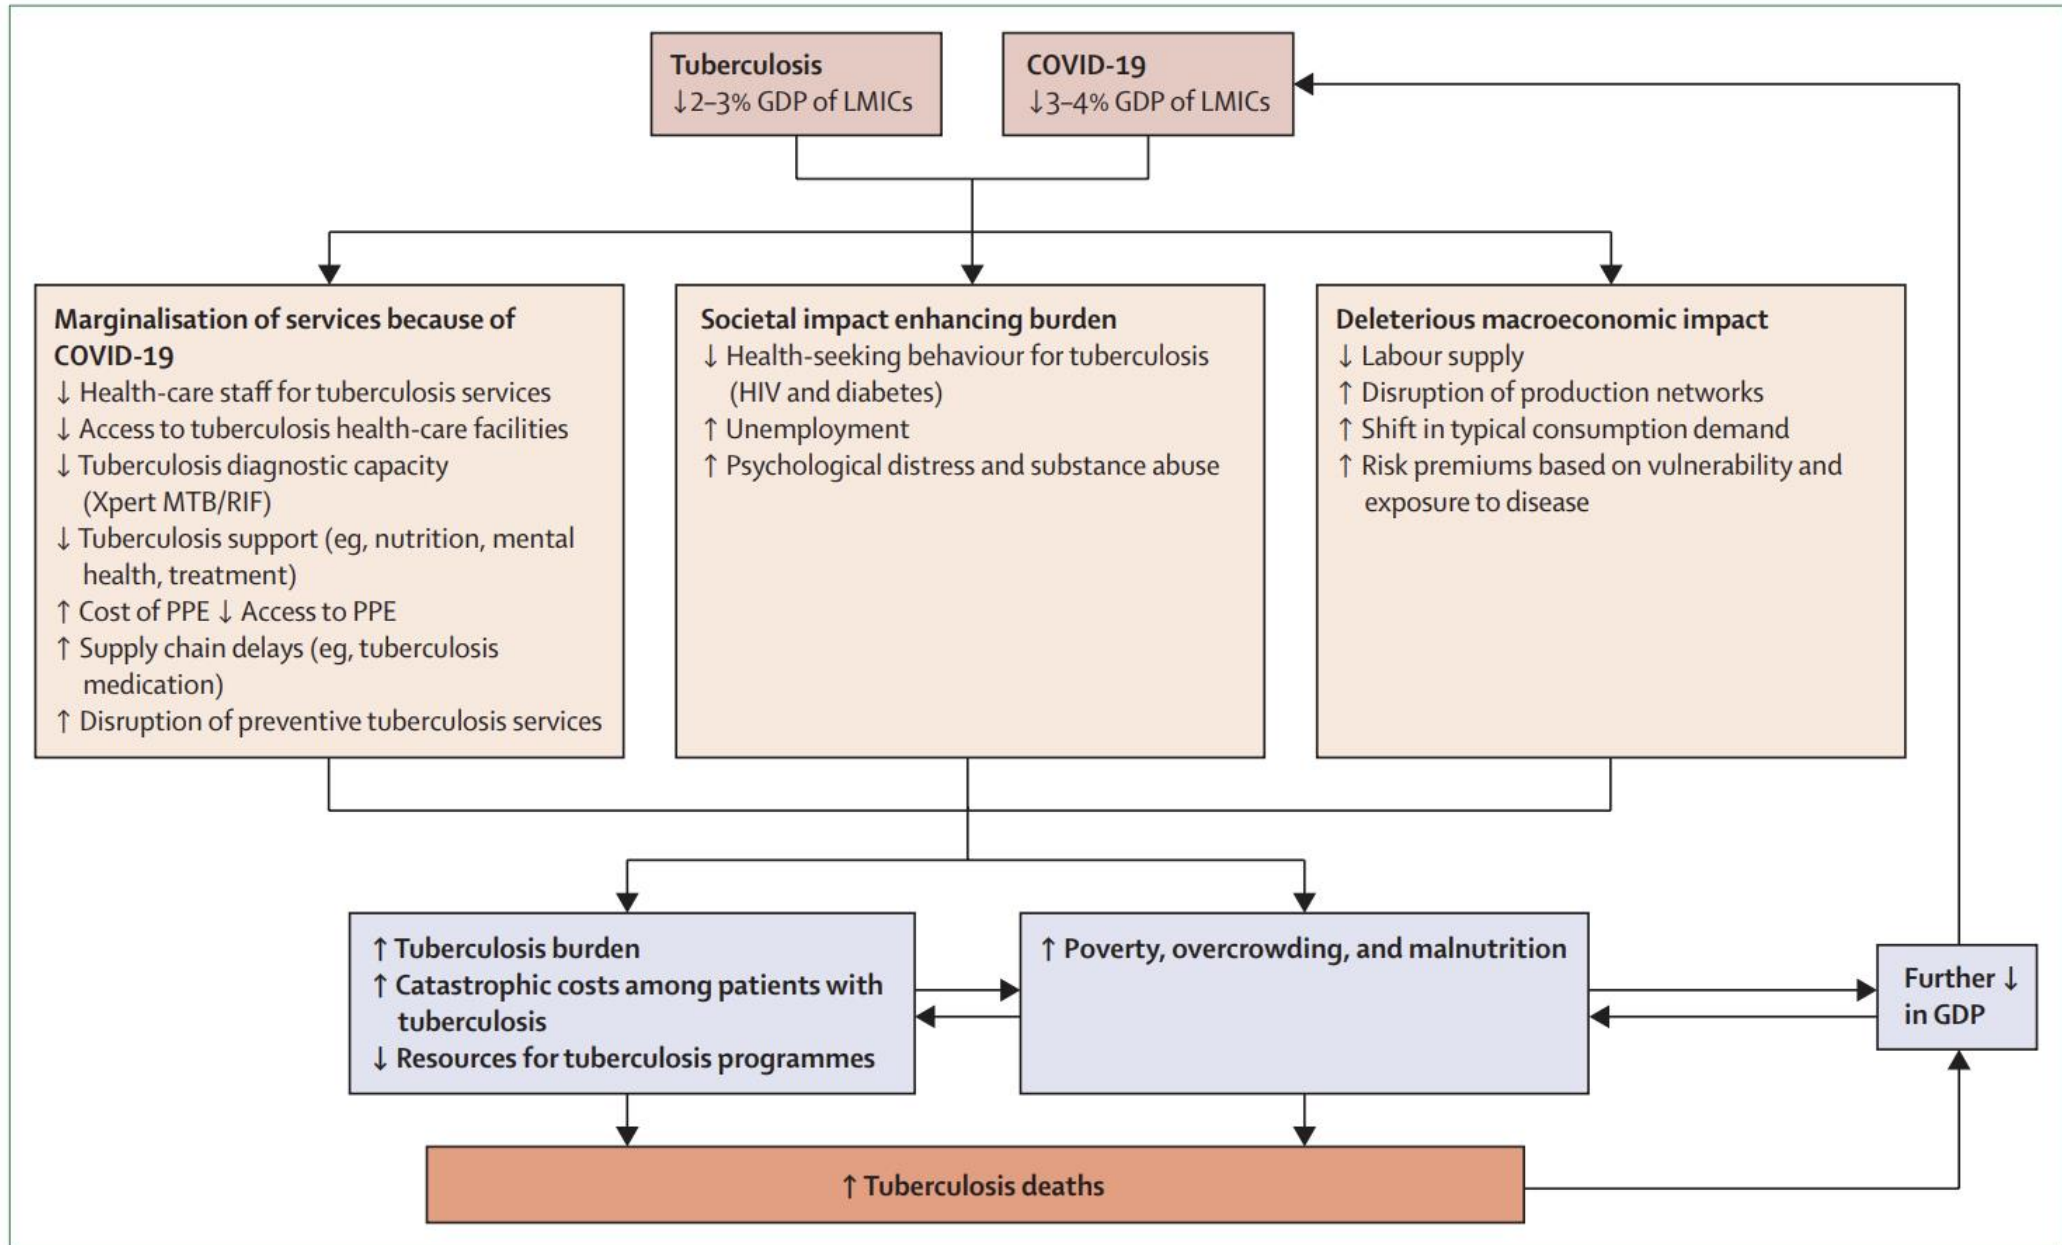 Tuberculosis
↓2–3% GDP of LMICs
COVID-19
↓3–4% GDP of LMICs
Marginalisation of services because of
COVID-19
↓ Health-care staff for tuberculosis services
↓ Access to tuberculosis health-care facilities
↓ Tuberculosis diagnostic capacity
(Xpert MTB/RIF)
↓ Tuberculosis support (eg, nutrition, mental
health, treatment)
↑ Cost of PPE ↓ Access to PPE
↑ Supply chain delays (eg, tuberculosis
medication)
↑ Disruption of preventive tuberculosis services
Societal impact enhancing burden
↓ Health-seeking behaviour for tuberculosis
(HIV and diabetes)
↑ Unemployment
↑ Psychological distress and substance abuse
Deleterious macroeconomic impact
↓ Labour supply
↑ Disruption of production networks
↑ Shift in typical consumption demand
↑ Risk premiums based on vulnerability and
exposure to disease
↑ Tuberculosis burden
↑ Catastrophic costs among patients with
tuberculosis
↓ Resources for tuberculosis programmes
↑ Poverty, overcrowding, and malnutrition
Further ↓
in GDP
↑ Tuberculosis deaths